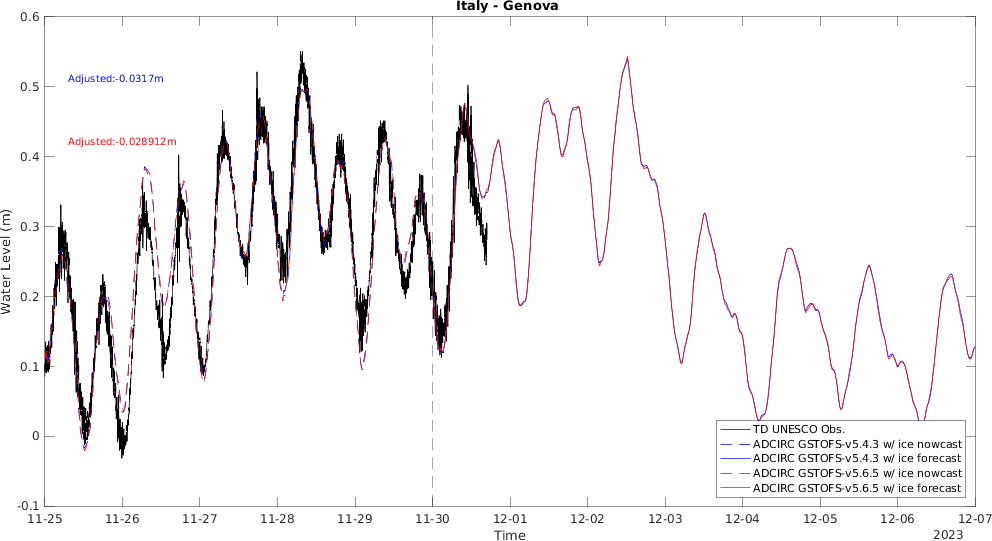 Italy - Genova
Adjusted:-0.0317m
Adjusted:-0.028912m
Water Level (m)
0.6
0.5
0.4
0.3
0.2
0.1
0
-0.1
11-25
11-26
11-27
11-28
11-29
11-30
12-01
12-02
12-03
12-04
12-05
12-06
12-07
Time
2023
TD UNESCO Obs.
ADCIRC GSTOFS-v5.4.3 w/ ice nowcast
ADCIRC GSTOFS-v5.4.3 w/ ice forecast
ADCIRC GSTOFS-v5.6.5 w/ ice nowcast
ADCIRC GSTOFS-v5.6.5 w/ ice forecast